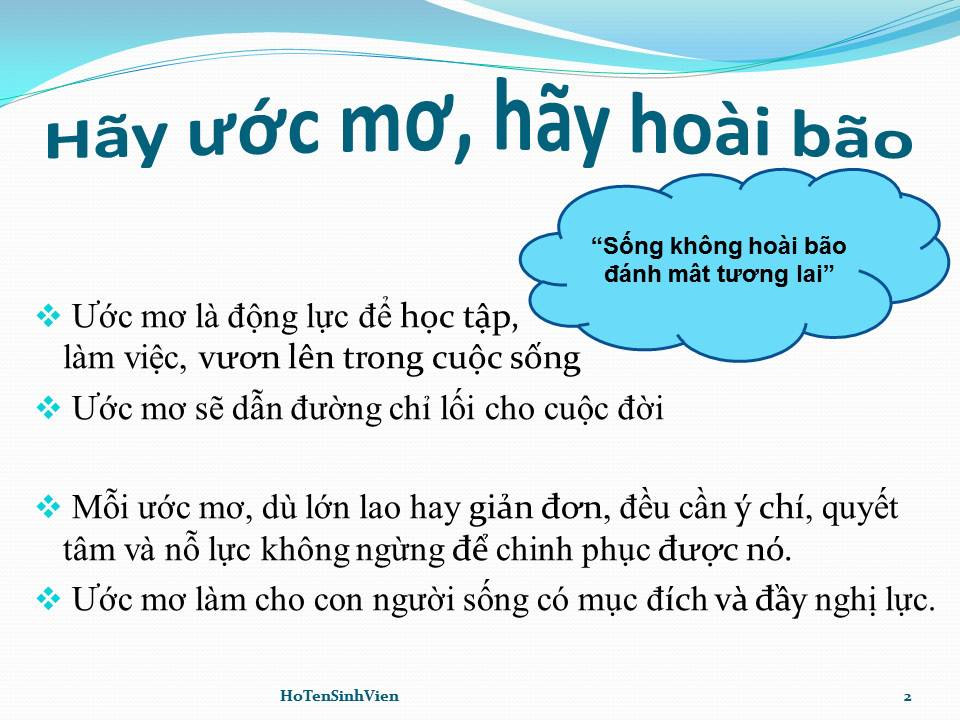 Hãy ước mơ, hãy hoài bão
“Sống không hoài bão
đánh mât tương lai”
Ước mơ là động lực để học tập,
làm việc, vươn lên trong cuộc sống
Ước mơ sẽ dẫn đường chỉ lối cho cuộc đời
Mỗi ước mơ, dù lớn lao hay giản đơn, đều cần ý chí, quyết
tâm và nỗ lực không ngừng để chinh phục được nó.
Ước mơ làm cho con người sống có mục đích và đầy nghị lực.
HoTenSinhVien
2